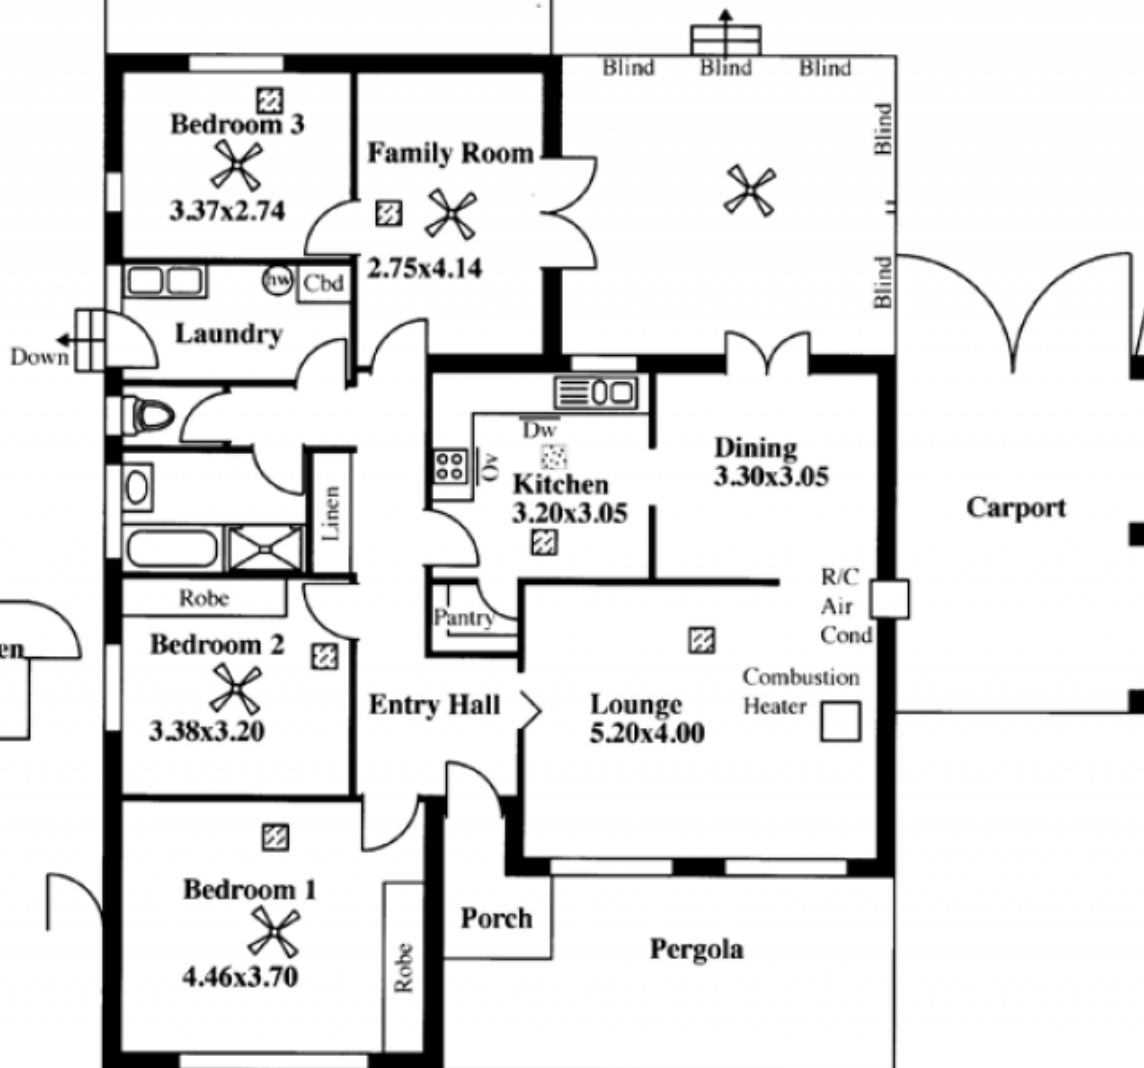 Blind
Blind
Blind
Blind
Bedroom 3
3.37x2.74
Family Room
2.75x4.14
Blind
hw
Cbd
Laundry
Down
Dw
Ov
Kitchen
3.20x3.05
Dining
3.30x3.05
Carport
Linen
R/C
Air
Cond
Robe
Pantry
Bedroom 2
3.38x3.20
en
Entry Hall
Lounge
5.20x4.00
Combustion
Heater
Bedroom 1
4.46x3.70
Robe
Porch
Pergola